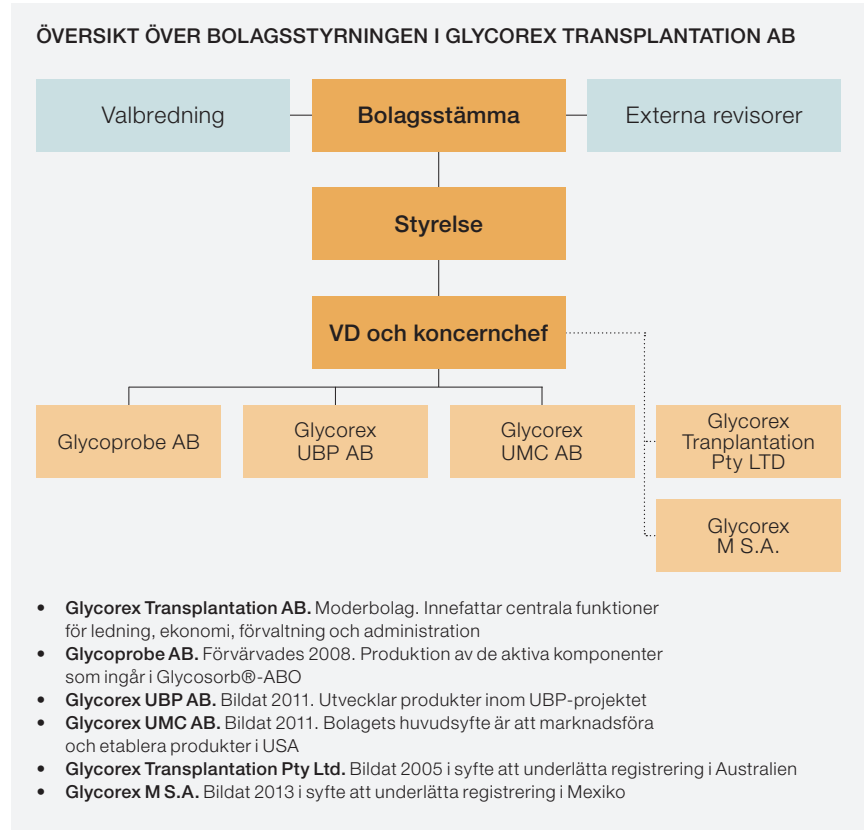 ÖVERSIKT ÖVER BOLAGSSTYRNINGEN I GLYCOREX TRANSPLANTATION AB
Valbredning
Bolagsstämma
Externa revisorer
Styrelse
VD och koncernchef
Glycoprobe AB
Glycorex
UBP AB
Glycorex
UMC AB
Glycorex
Tranplantation
Pty LTD
Glycorex
M S.A.
• Glycorex Transplantation AB. Moderbolag. Innefattar centrala funktioner
för ledning, ekonomi, förvaltning och administration
• Glycoprobe AB. Förvärvades 2008. Produktion av de aktiva komponenter
som ingår i Glycosorb®-ABO
• Glycorex UBP AB. Bildat 2011. Utvecklar produkter inom UBP-projektet
• Glycorex UMC AB. Bildat 2011. Bolagets huvudsyfte är att marknadsföra
och etablera produkter i USA
• Glycorex Transplantation Pty Ltd. Bildat 2005 i syfte att underlätta registrering i Australien
• Glycorex M S.A. Bildat 2013 i syfte att underlätta registrering i Mexiko